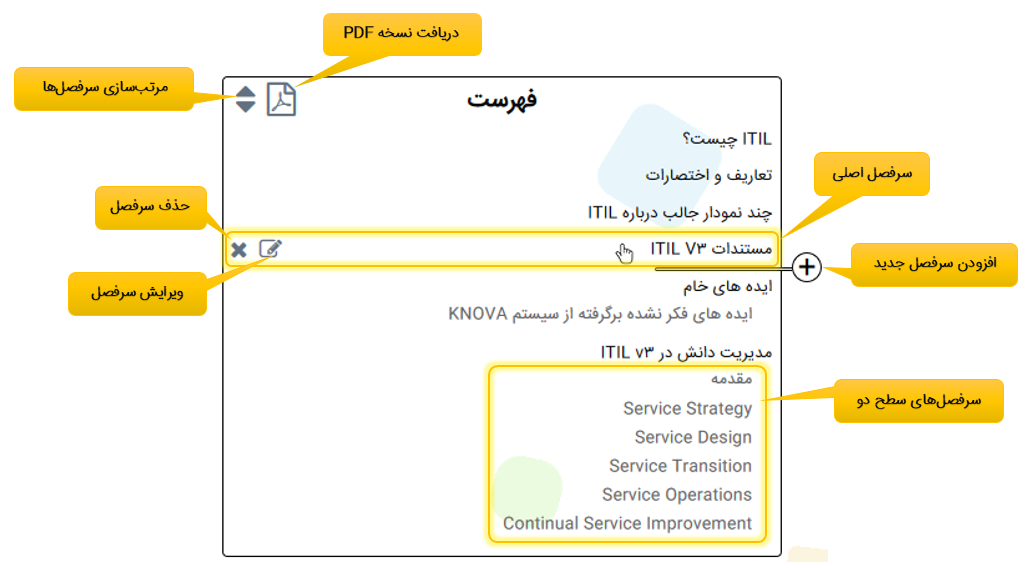 دریافت نسخه PDF
مرتب‌سازی سرفصل‌ها
فهرست
ITIL چیست؟
تعاریف و اختصارات
سرفصل اصلی
چند نمودار جالب درباره ITIL
حذف سرفصل
مستندات ITIL V۳
افزودن سرفصل جدید
ویرایش سرفصل
ایده های خام
ایده های فکر نشده برگرفته از سیستم KNOVA
مدیریت دانش در ITIL v۳
مقدمه
سرفصل‌های سطح دو
Service Strategy
Service Design
Service Transition
Service Operations
Continual Service Improvement